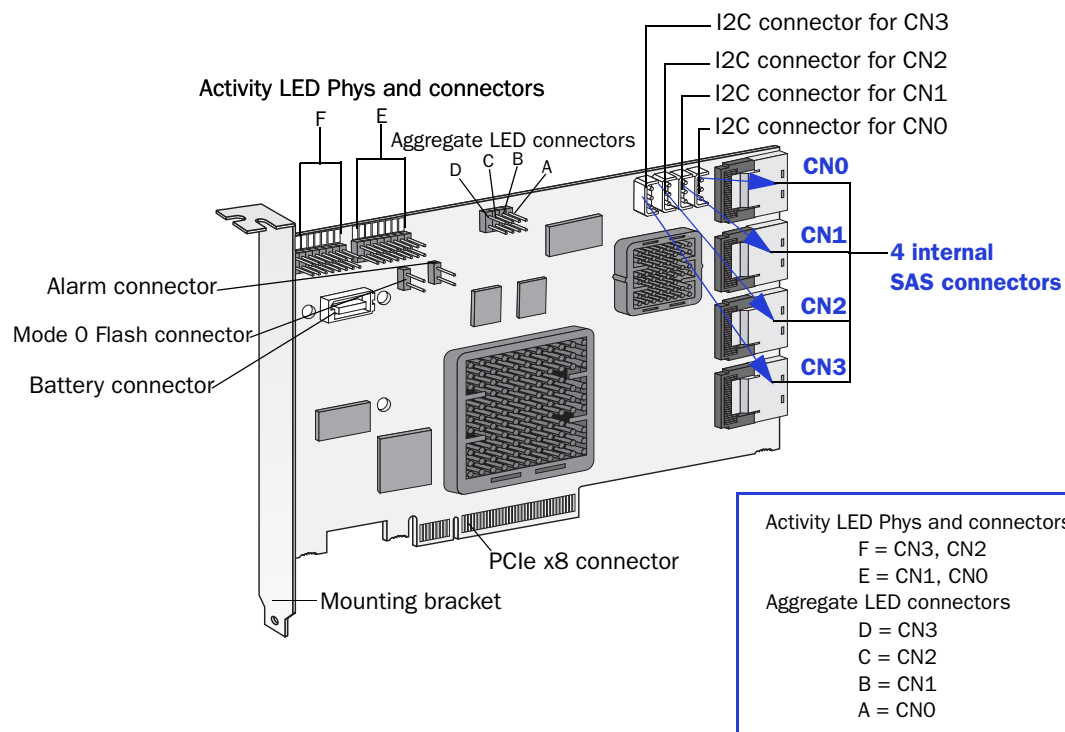 I2C connector for CN3
I2C connector for CN2
I2C connector for CN1
I2C connector for CN0
Activity LED Phys and connectors
F
E
Aggregate LED connectors
D
C
B
A
CN0
CN1
CN2
CN3
4 internal
SAS connectors
Alarm connector
Mode 0 Flash connector
Battery connector
PCIe x8 connector
Mounting bracket
Activity LED Phys and connectors
F = CN3, CN2
E = CN1, CN0
Aggregate LED connectors
D = CN3
C = CN2
B = CN1
A = CN0